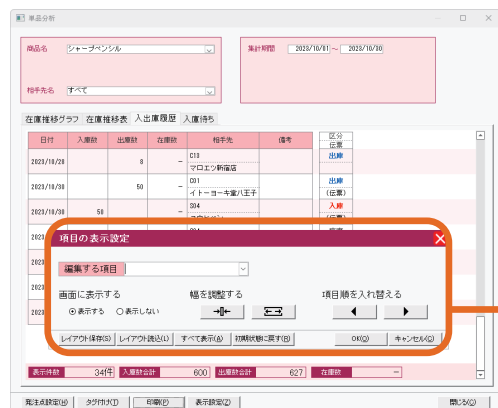 単品分析
商品名 シャープペンシル
集計期間 2023/10/01 ～ 2023/10/30
相手先名 すべて
在庫推移グラフ 在庫推移表 入出庫履歴 入庫待ち
日付 入庫数 出庫数 在庫数 相手先 備考 区分
伝票
2023/10/28 8 － C13 出庫
マロエツ新宿店
2023/10/30 50 － C01 出庫
イトーヨーキ堂八王子 (伝票)
2023/10/30 50 － S04 入庫
項目の表示設定
編集する項目
画面に表示する 幅を調整する 項目順を入れ替える
表示する 表示しない
レイアウト保存(S) レイアウト読込(L) すべて表示(A) 初期状態に戻す(R) OK(O) キャンセル(C)
表示件数 34件 入庫数合計 600 出庫数合計 627 在庫数 －
発注点設定(H) タグ付け(T) 印刷(P) 表示設定(Z) 閉じる(C)